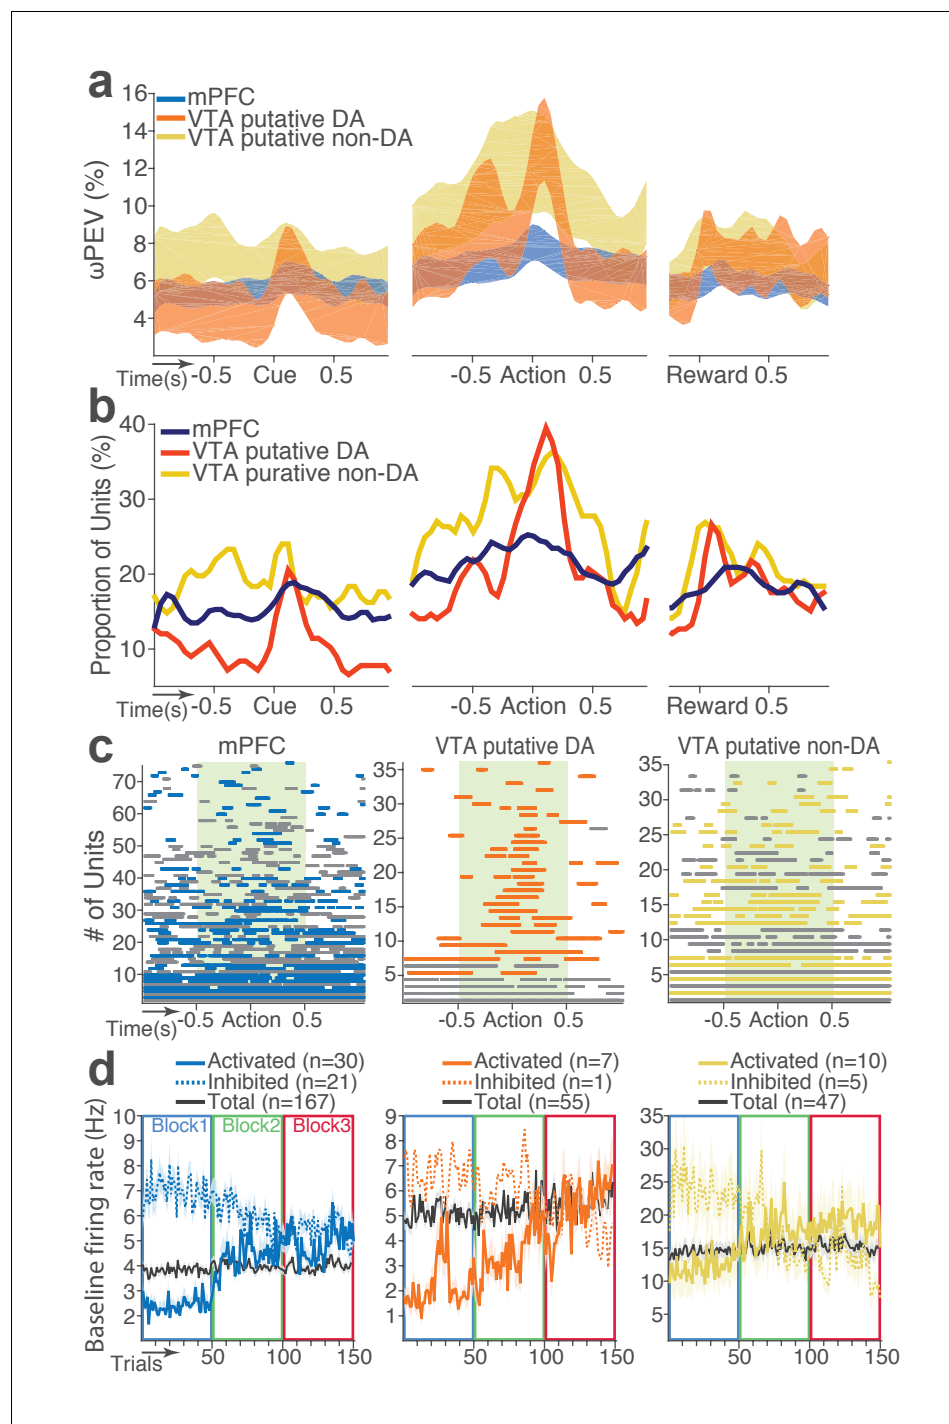 a
16
14
12
10
8
6
4
ωPEV (%)
mPFC
VTA putative DA
VTA putative non-DA
Time(s) -0.5 Cue 0.5
-0.5 Action 0.5
Reward 0.5
b
40
30
20
10
Proportion of Units (%)
mPFC
VTA putative DA
VTA purative non-DA
Time(s) -0.5 Cue 0.5
-0.5 Action 0.5
Reward 0.5
c
mPFC
VTA putative DA
VTA putative non-DA
# of Units
70
60
50
40
30
20
10
35
30
25
20
15
10
5
35
30
25
20
15
10
5
Time(s) -0.5 Action 0.5
-0.5 Action 0.5
-0.5 Action 0.5
d
Activated (n=30)
Inhibited (n=21)
Total (n=167)
Activated (n=7)
Inhibited (n=1)
Total (n=55)
Activated (n=10)
Inhibited (n=5)
Total (n=47)
Baseline firing rate (Hz)
10
9
8
7
6
5
4
3
2
Block1 Block2 Block3
9
8
7
6
5
4
3
2
1
35
30
25
20
15
10
5
Trials 50 100 150
50 100 150
50 100 150